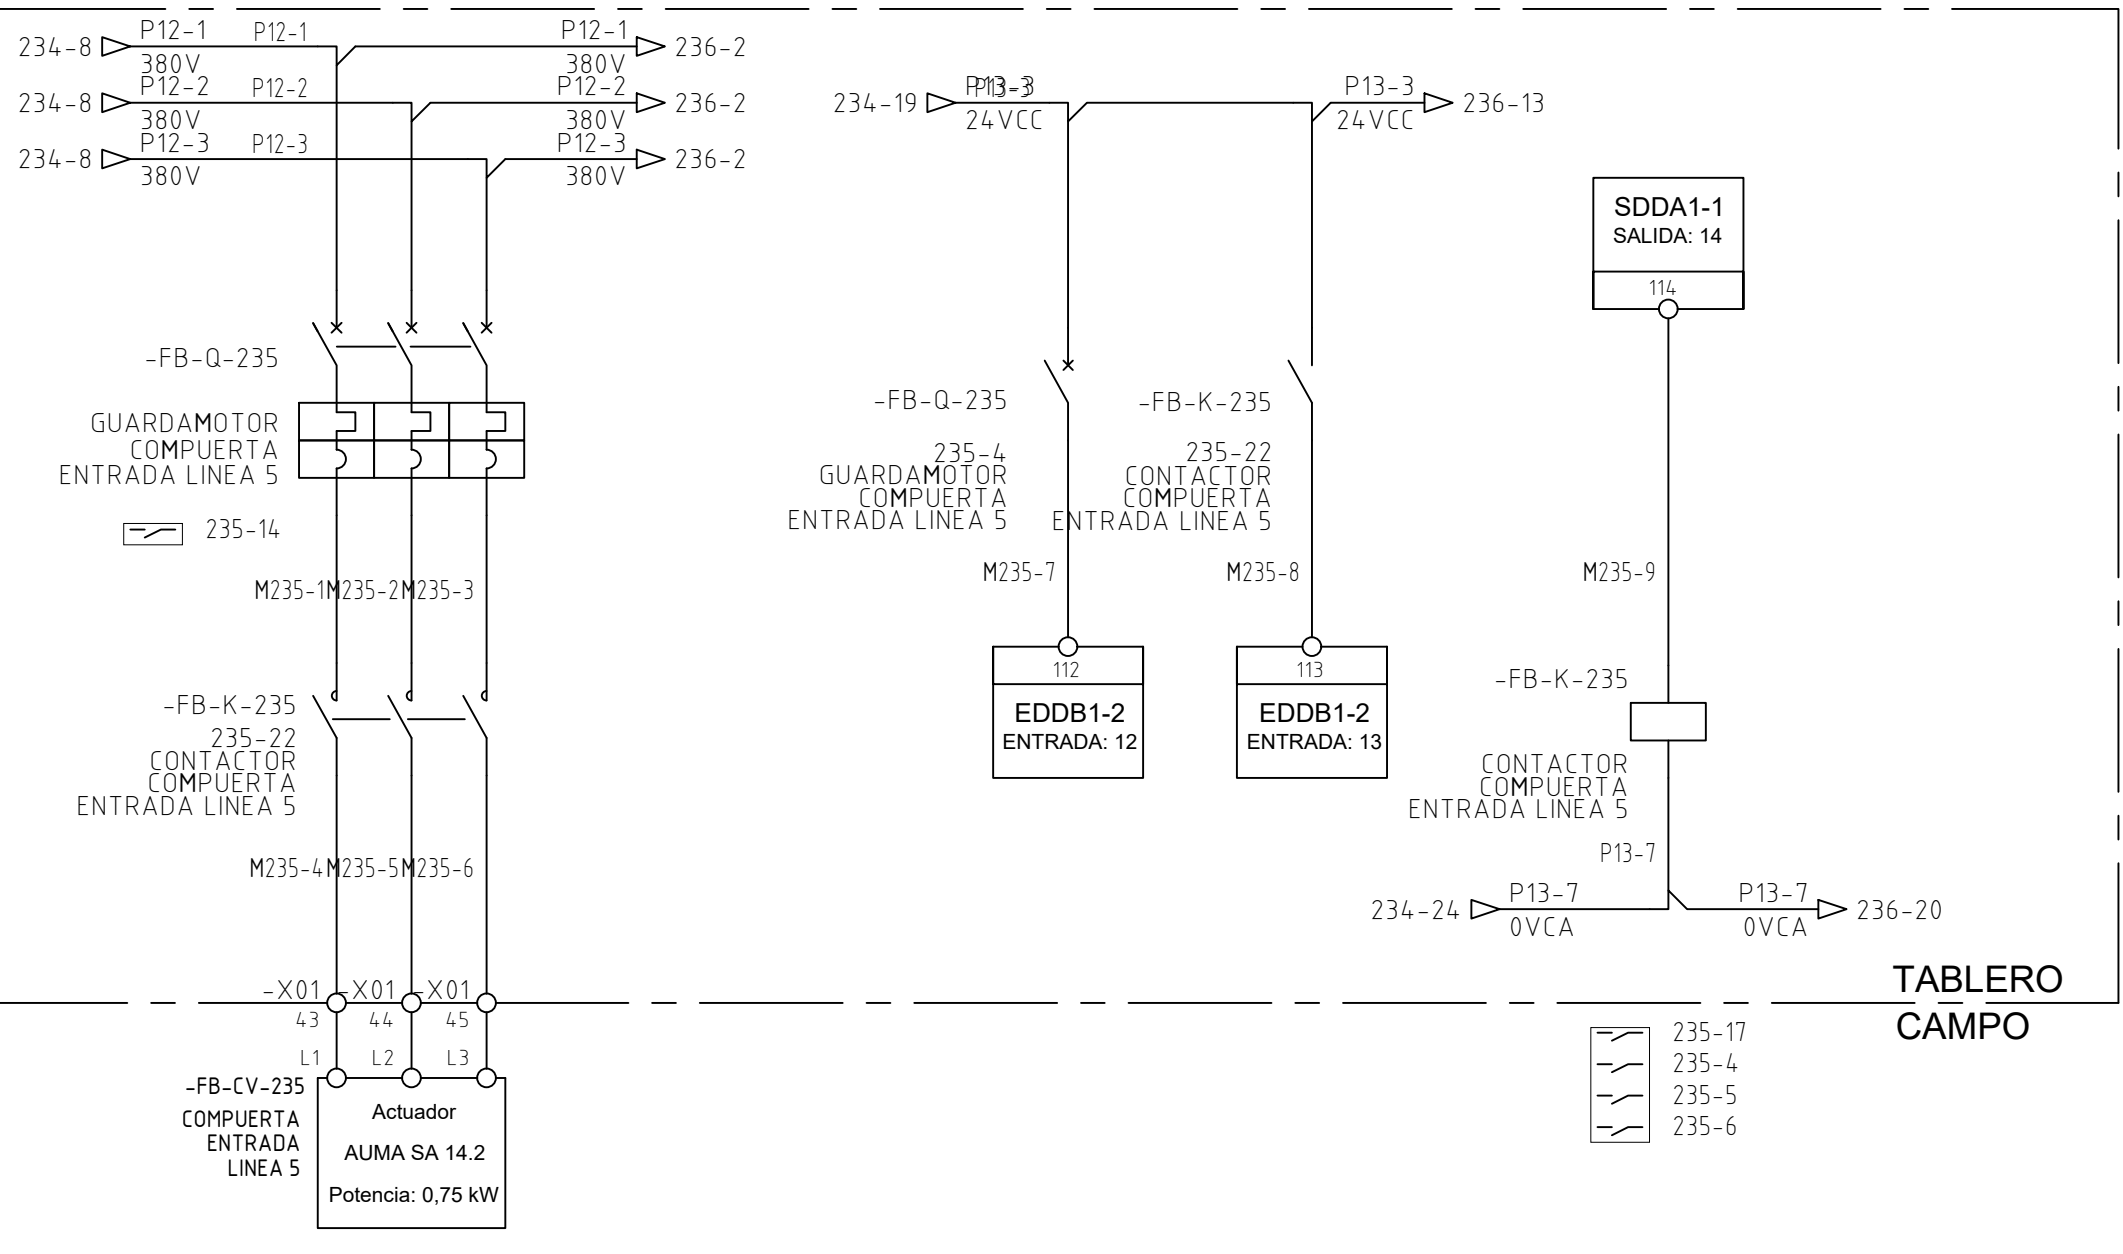 234-8 P12-1 P12-1 P12-1 236-2
380V 380V
234-8 P12-2 P12-2 P12-2 236-2
380V 380V
234-8 P12-3 P12-3 P12-3 236-2
380V 380V
-FB-Q-235
GUARDAMOTOR
COMPUERTA
ENTRADA LINEA 5
235-14
M235-1 M235-2 M235-3
-FB-K-235
235-22
CONTACTOR
COMPUERTA
ENTRADA LINEA 5
M235-4 M235-5 M235-6
-X01 -X01 -X01
43 44 45
L1 L2 L3
-FB-CV-235
COMPUERTA
ENTRADA
LINEA 5
Actuador
AUMA SA 14.2
Potencia: 0,75 kW
234-19 P13-3 P13-3 P13-3 236-13
24VCC 24VCC
-FB-Q-235
235-4
GUARDAMOTOR
COMPUERTA
ENTRADA LINEA 5
M235-7
112
EDDB1-2
ENTRADA: 12
-FB-K-235
235-22
CONTACTOR
COMPUERTA
ENTRADA LINEA 5
M235-8
113
EDDB1-2
ENTRADA: 13
SDDA1-1
SALIDA: 14
114
M235-9
-FB-K-235
CONTACTOR
COMPUERTA
ENTRADA LINEA 5
P13-7
234-24 P13-7 P13-7 236-20
0VCA 0VCA
TABLERO
CAMPO
235-17
235-4
235-5
235-6